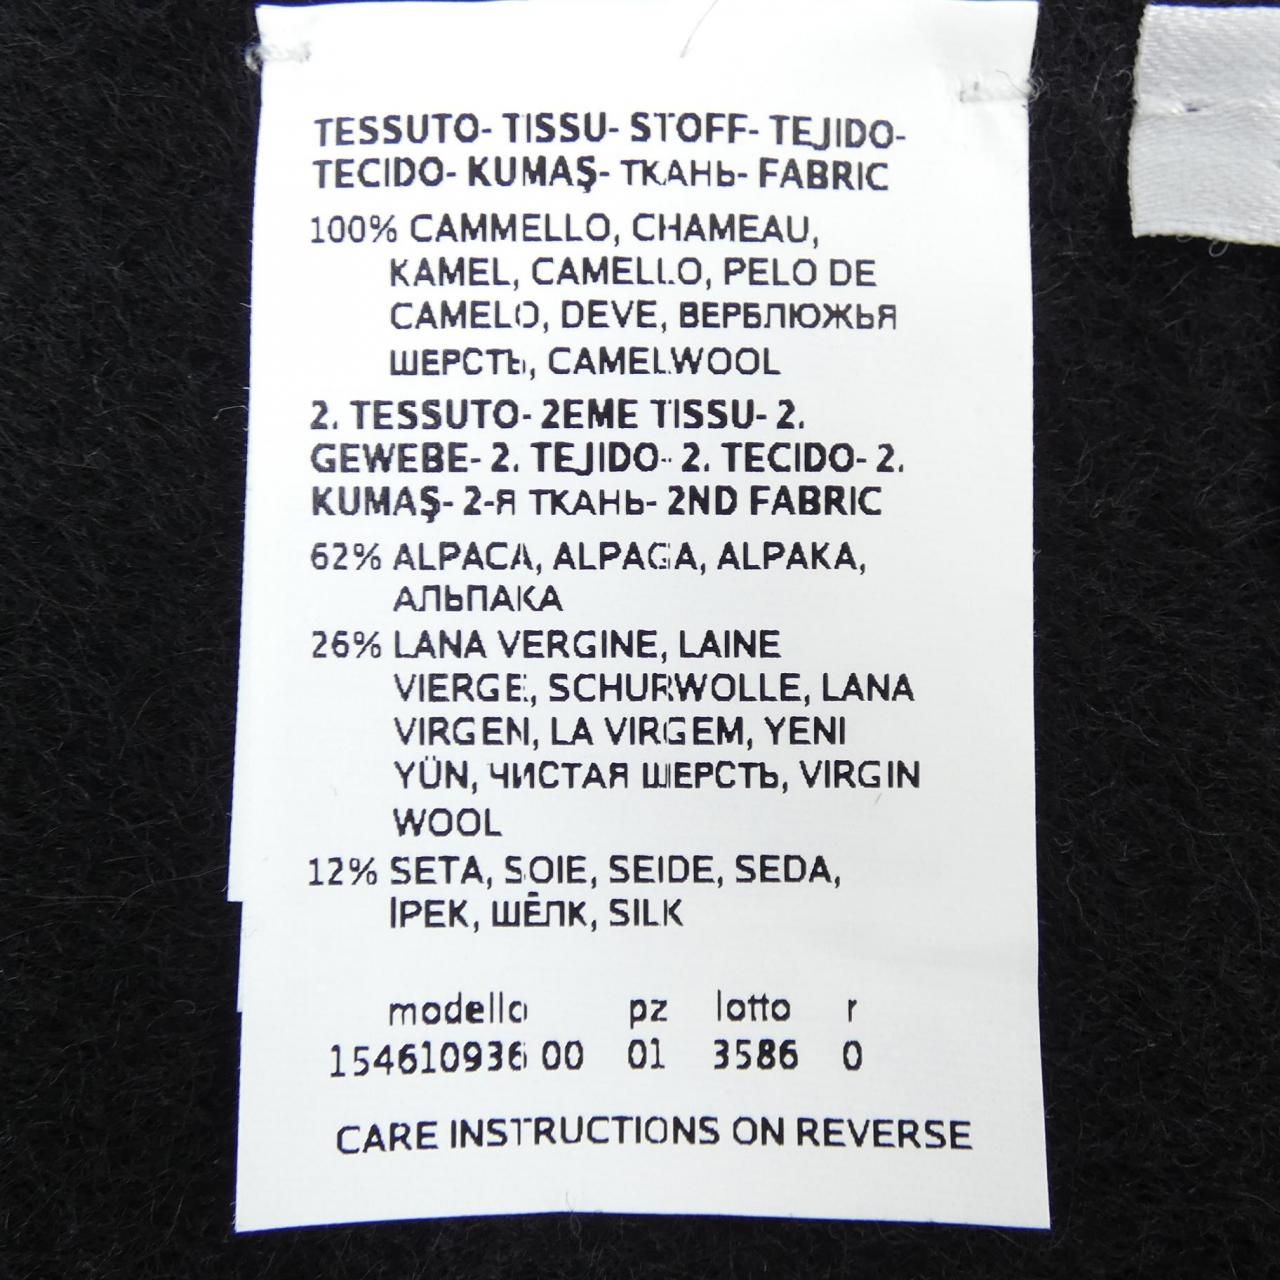 TESSUTO- TISSU- STOFF- TEJIDO-
TECIDO- KUMAŞ- ТКАНЬ- FABRIC
100% CAMMELLO, CHAMEAU,
KAMEL, CAMELLO, PELO DE
CAMELO, DEVE, ВЕРБЛЮЖЬЯ
ШЕРСТЬ, CAMELWOOL
2. TESSUTO- 2EME TISSU- 2.
GEWEBE- 2. TEJIDO- 2. TECIDO- 2.
KUMAŞ- 2-Я ТКАНЬ- 2ND FABRIC
62% ALPACA, ALPAGA, ALPAKA,
АЛЬПАКА
26% LANA VERGINE, LAINE
VIERGE, SCHURWOLLE, LANA
VIRGEN, LA VIRGEM, YENI
YÜN, ЧИСТАЯ ШЕРСТЬ, VIRGIN
WOOL
12% SETA, SOIE, SEIDE, SEDA,
İPEK, ШЁЛК, SILK
modello pz lotto r
154610936 00 01 3586 0
CARE INSTRUCTIONS ON REVERSE